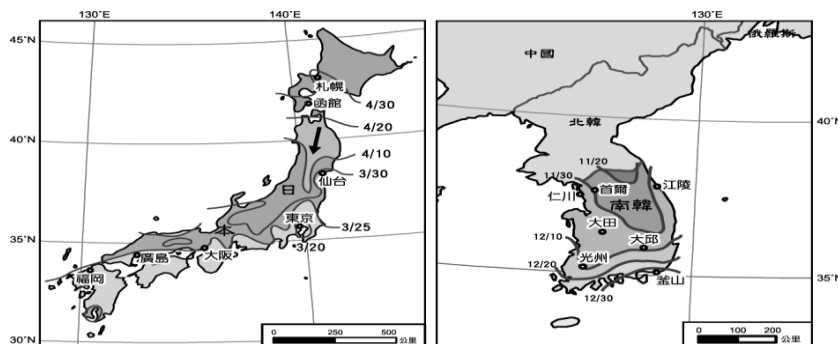 130°E
140°E
45°N
40°N
35°N
30°N
札幌
函館
4/30
4/20
4/10
3/30
仙台
日
本
東京
3/25
3/20
大阪
廣島
福岡
0 250 500
公里
130°E
俄羅斯
中國
40°N
北韓
11/20
11/30
首爾
江陵
仁川
南韓
大田
12/10
大邱
光州
12/20
釜山
35°N
12/30
0 100 200
公里